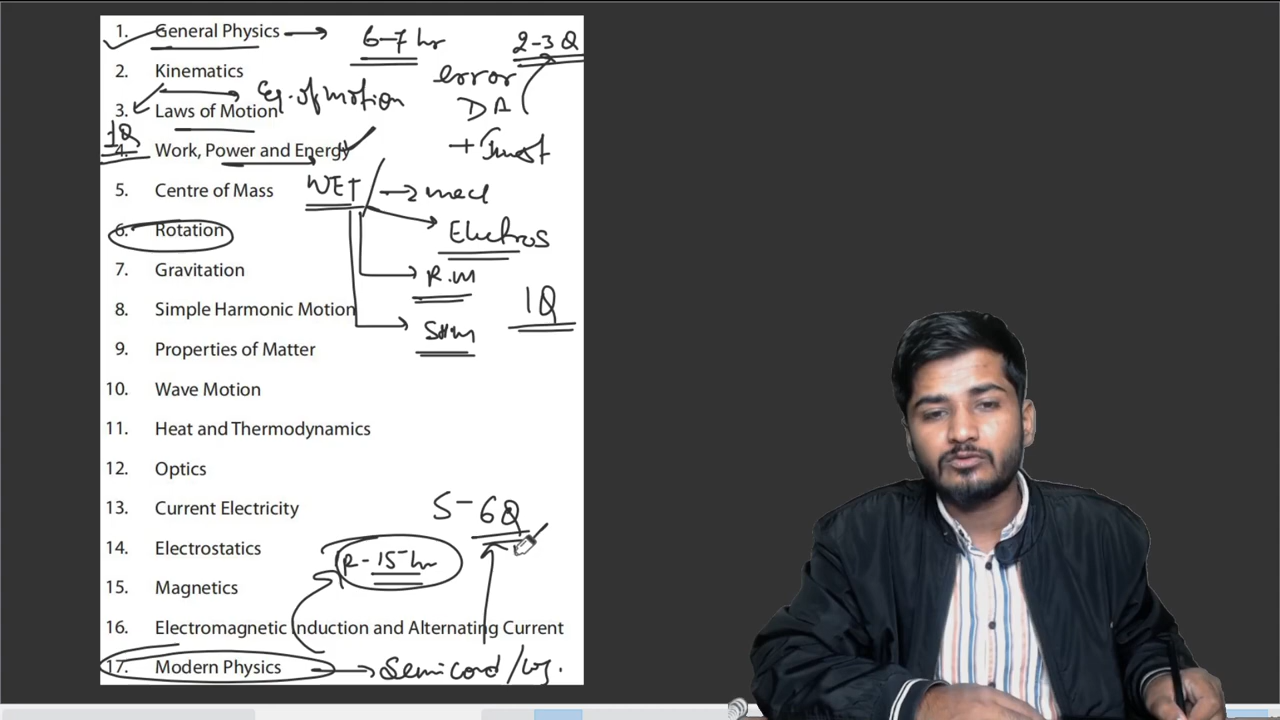 1. General Physics → 6-7 hr 2-3 Q
2. Kinematics error
Eq. of motion DA
3. Laws of Motion
1Q
4. Work, Power and Energy +
5. Centre of Mass WET →
6. Rotation Electros
7. Gravitation R.M
8. Simple Harmonic Motion 1Q
SHM
9. Properties of Matter
10. Wave Motion
11. Heat and Thermodynamics
12. Optics
13. Current Electricity 5-6Q
14. Electrostatics
R-15 hr
15. Magnetics
16. Electromagnetic Induction and Alternating Current
17. Modern Physics →